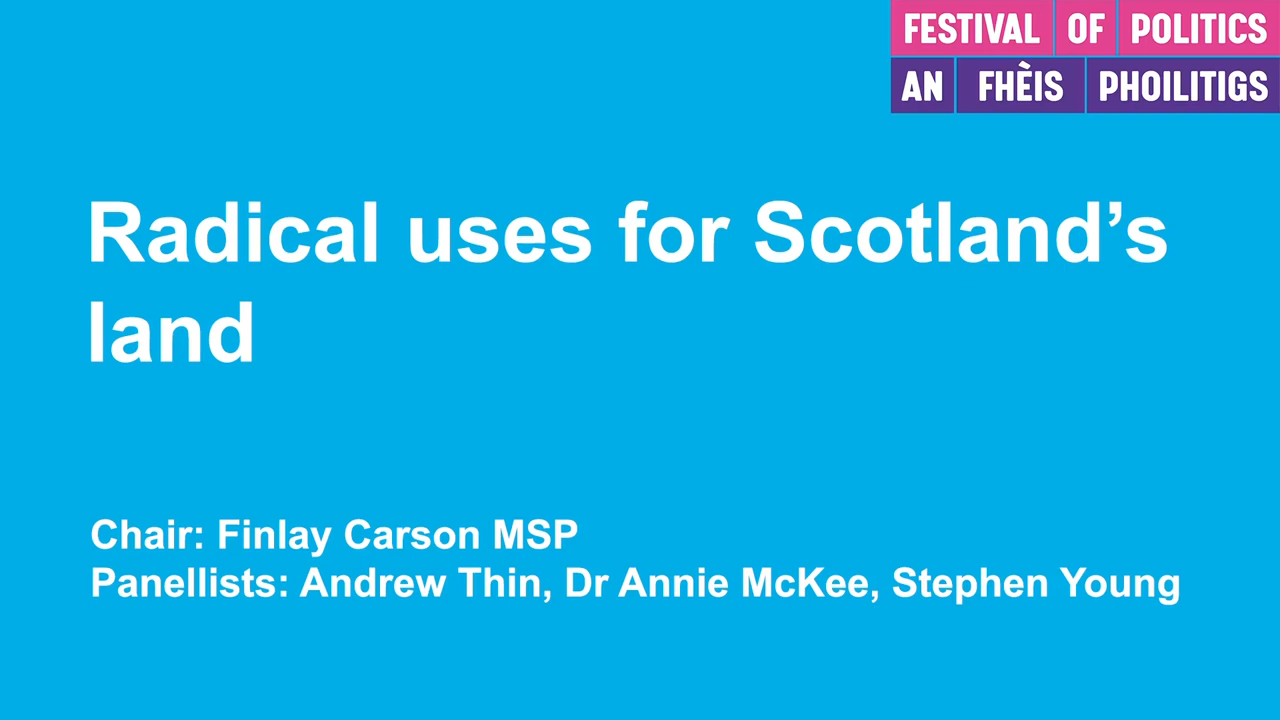 FESTIVAL OF POLITICS
AN FHÈIS PHOILITIGS
Radical uses for Scotland’s
land
Chair: Finlay Carson MSP
Panellists: Andrew Thin, Dr Annie McKee, Stephen Young